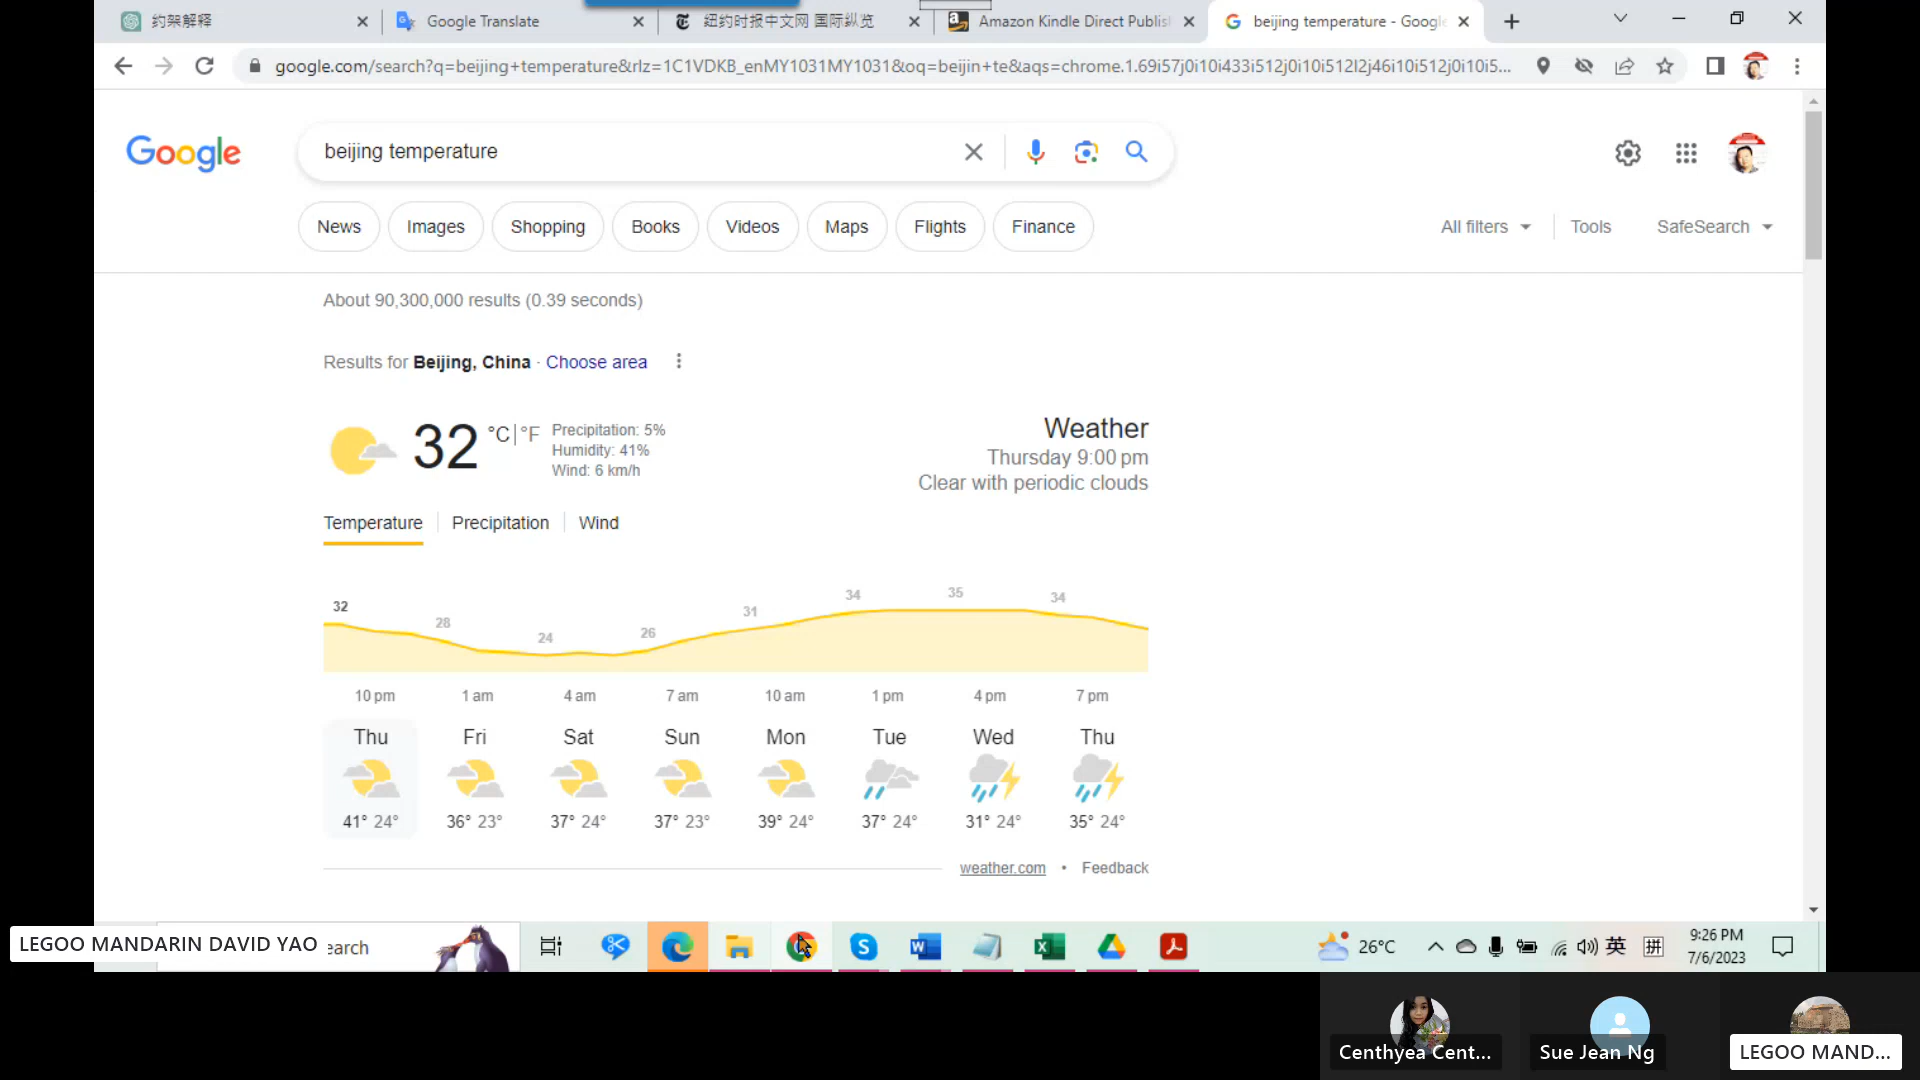 约架解释
Google Translate
纽约时报中文网 国际纵览
Amazon Kindle Direct Publis
beijing temperature - Google
google.com/search?q=beijing+temperature&rlz=1C1VDKB_enMY1031MY1031&oq=beijin+te&aqs=chrome.1.69i57j0i10i433i512j0i10i512l2j46i10i512j0i10i5...
Google
beijing temperature
News
Images
Shopping
Books
Videos
Maps
Flights
Finance
All filters
Tools
SafeSearch
About 90,300,000 results (0.39 seconds)
Results for Beijing, China · Choose area
32 °C|°F
Precipitation: 5%
Humidity: 41%
Wind: 6 km/h
Weather
Thursday 9:00 pm
Clear with periodic clouds
Temperature
Precipitation
Wind
32 28 24 26 31 34 35 34
10 pm 1 am 4 am 7 am 10 am 1 pm 4 pm 7 pm
Thu Fri Sat Sun Mon Tue Wed Thu
41° 24° 36° 23° 37° 24° 37° 23° 39° 24° 37° 24° 31° 24° 35° 24°
weather.com • Feedback
LEGOO MANDARIN DAVID YAO
earch
26°C
英
拼
9:26 PM
7/6/2023
Centhyea Cent...
Sue Jean Ng
LEGOO MAND...